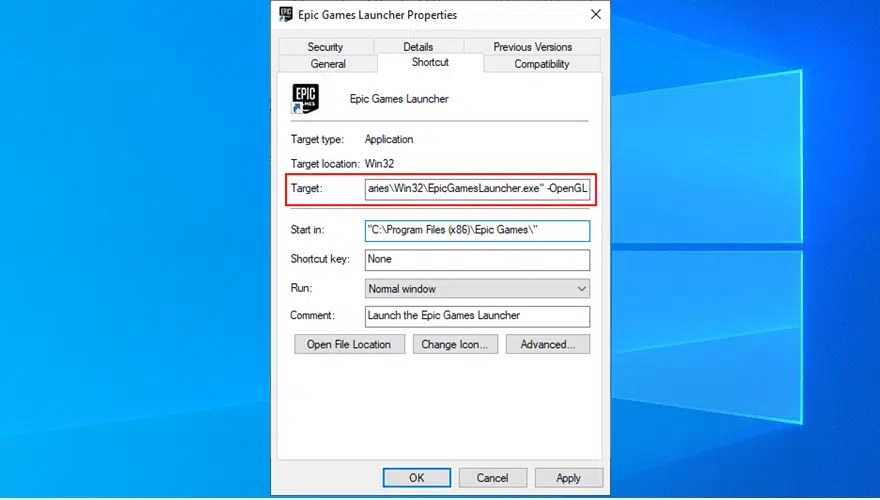 Epic Games Launcher Properties
Security Details Previous Versions
General Shortcut Compatibility
EPIC
GAMES
Epic Games Launcher
Target type: Application
Target location: Win32
Target: aries\Win32\EpicGamesLauncher.exe" -OpenGL
Start in: "C:\Program Files (x86)\Epic Games\"
Shortcut key: None
Run: Normal window
Comment: Launch the Epic Games Launcher
Open File Location Change Icon... Advanced...
OK Cancel Apply